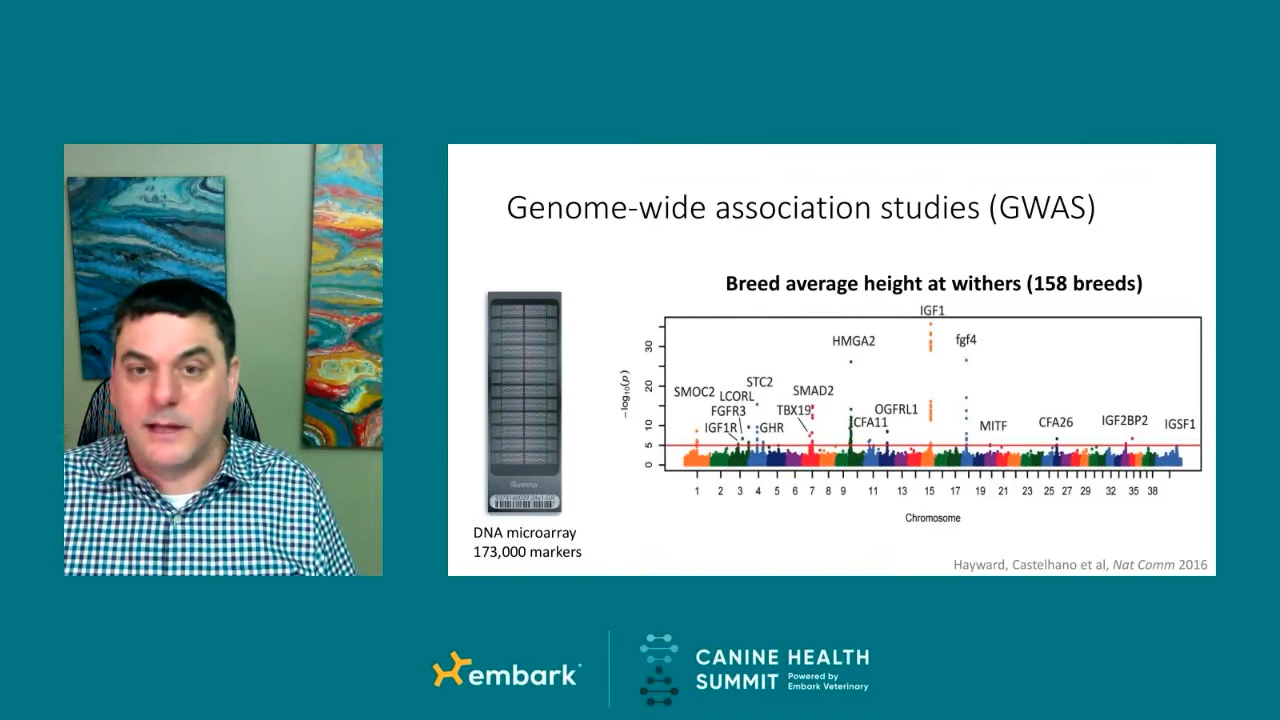 Genome-wide association studies (GWAS)
Breed average height at withers (158 breeds)
IGF1
HMGA2
fgf4
STC2
SMOC2
LCORL
SMAD2
FGFR3
TBX19
OGFRL1
IGF1R
GHR
CFA11
MITF
CFA26
IGF2BP2
IGSF1
-log10(p)
30
20
10
5
0
1 2 3 4 5 6 7 8 9 11 13 15 17 19 21 23 25 27 29 32 35 38
Chromosome
illumina
DNA microarray
173,000 markers
Hayward, Castelhano et al, Nat Comm 2016
embark
CANINE HEALTH
SUMMIT
Powered by
Embark Veterinary